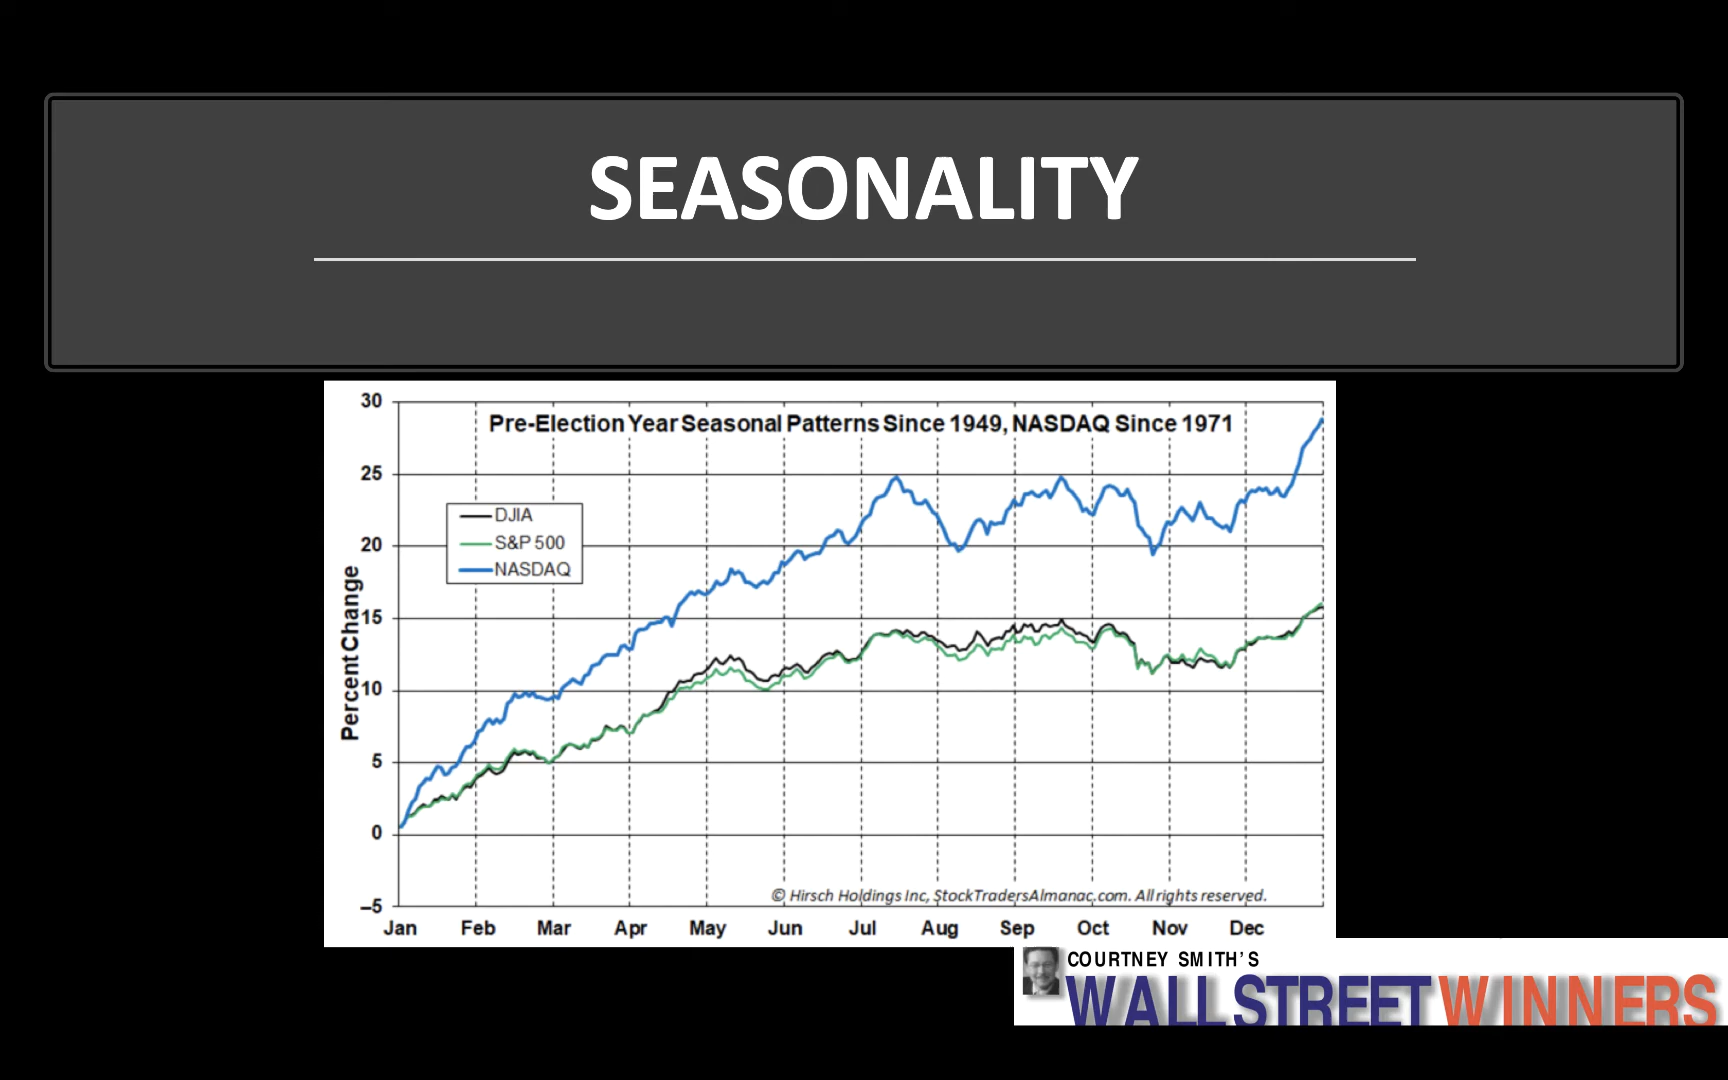 SEASONALITY
Pre-Election Year Seasonal Patterns Since 1949, NASDAQ Since 1971
DJIA
S&P 500
NASDAQ
Percent Change
30
25
20
15
10
5
0
–5
© Hirsch Holdings Inc, StockTradersAlmanac.com. All rights reserved.
Jan Feb Mar Apr May Jun Jul Aug Sep Oct Nov Dec
COURTNEY SMITH'S
WALL STREET WINNERS